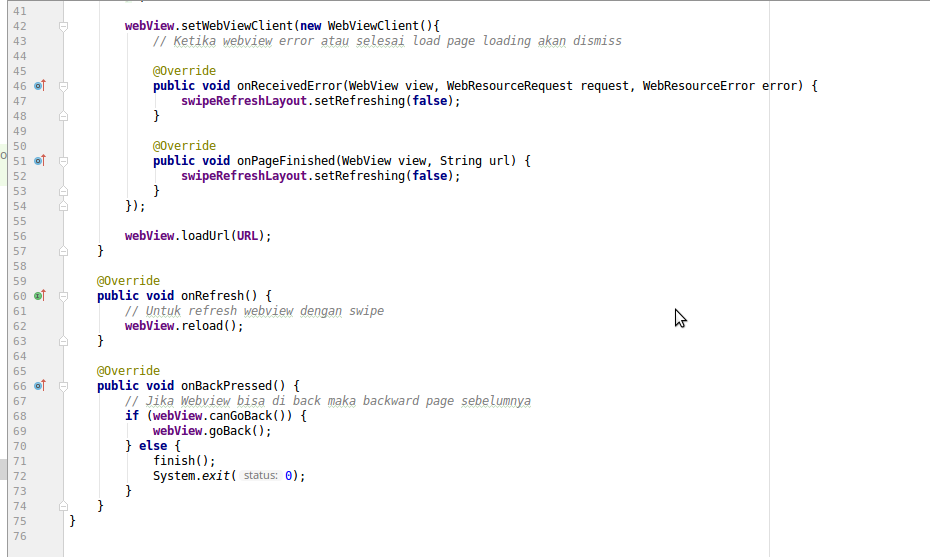 41
42 webView.setWebViewClient(new WebViewClient(){
43 // Ketika webview error atau selesai load page loading akan dismiss
44
45 @Override
46 public void onReceivedError(WebView view, WebResourceRequest request, WebResourceError error) {
47 swipeRefreshLayout.setRefreshing(false);
48 }
49
50 @Override
51 public void onPageFinished(WebView view, String url) {
52 swipeRefreshLayout.setRefreshing(false);
53 }
54 });
55
56 webView.loadUrl(URL);
57 }
58
59 @Override
60 public void onRefresh() {
61 // Untuk refresh webview dengan swipe
62 webView.reload();
63 }
64
65 @Override
66 public void onBackPressed() {
67 // Jika Webview bisa di back maka backward page sebelumnya
68 if (webView.canGoBack()) {
69 webView.goBack();
70 } else {
71 finish();
72 System.exit( status: 0);
73 }
74 }
75 }
76